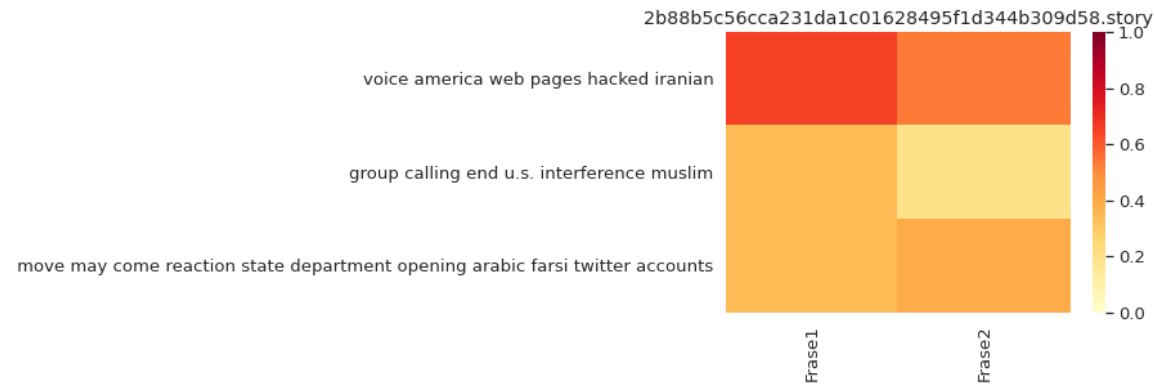 2b88b5c56cca231da1c01628495f1d344b309d58.story
voice america web pages hacked iranian
group calling end u.s. interference muslim
move may come reaction state department opening arabic farsi twitter accounts
1.0
0.8
0.6
0.4
0.2
0.0
Frase1
Frase2